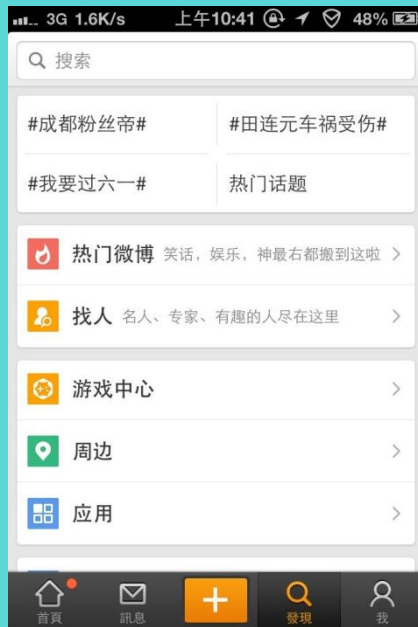 3G 1.6K/s 上午10:41 48%
搜索
#成都粉丝帝# #田连元车祸受伤#
#我要过六一# 热门话题
热门微博 笑话，娱乐，神最右都搬到这啦
找人 名人、专家、有趣的人尽在这里
游戏中心
周边
应用
首頁 訊息 發現 我